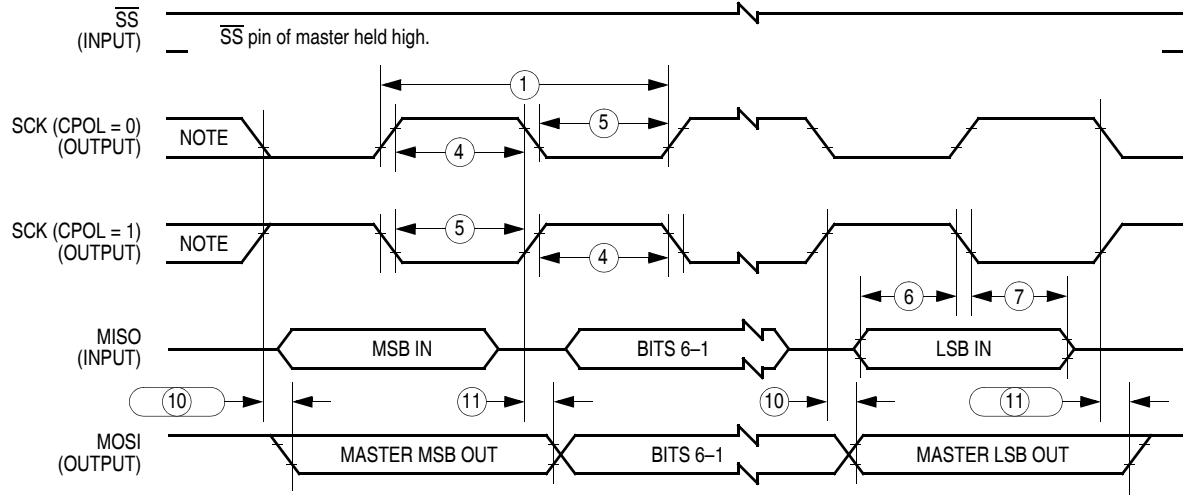 SS
(INPUT)
SS pin of master held high.
1
SCK (CPOL = 0)
(OUTPUT)
NOTE
5
4
SCK (CPOL = 1)
(OUTPUT)
NOTE
5
4
6
7
MISO
(INPUT)
MSB IN
BITS 6–1
LSB IN
10
11
10
11
MOSI
(OUTPUT)
MASTER MSB OUT
BITS 6–1
MASTER LSB OUT